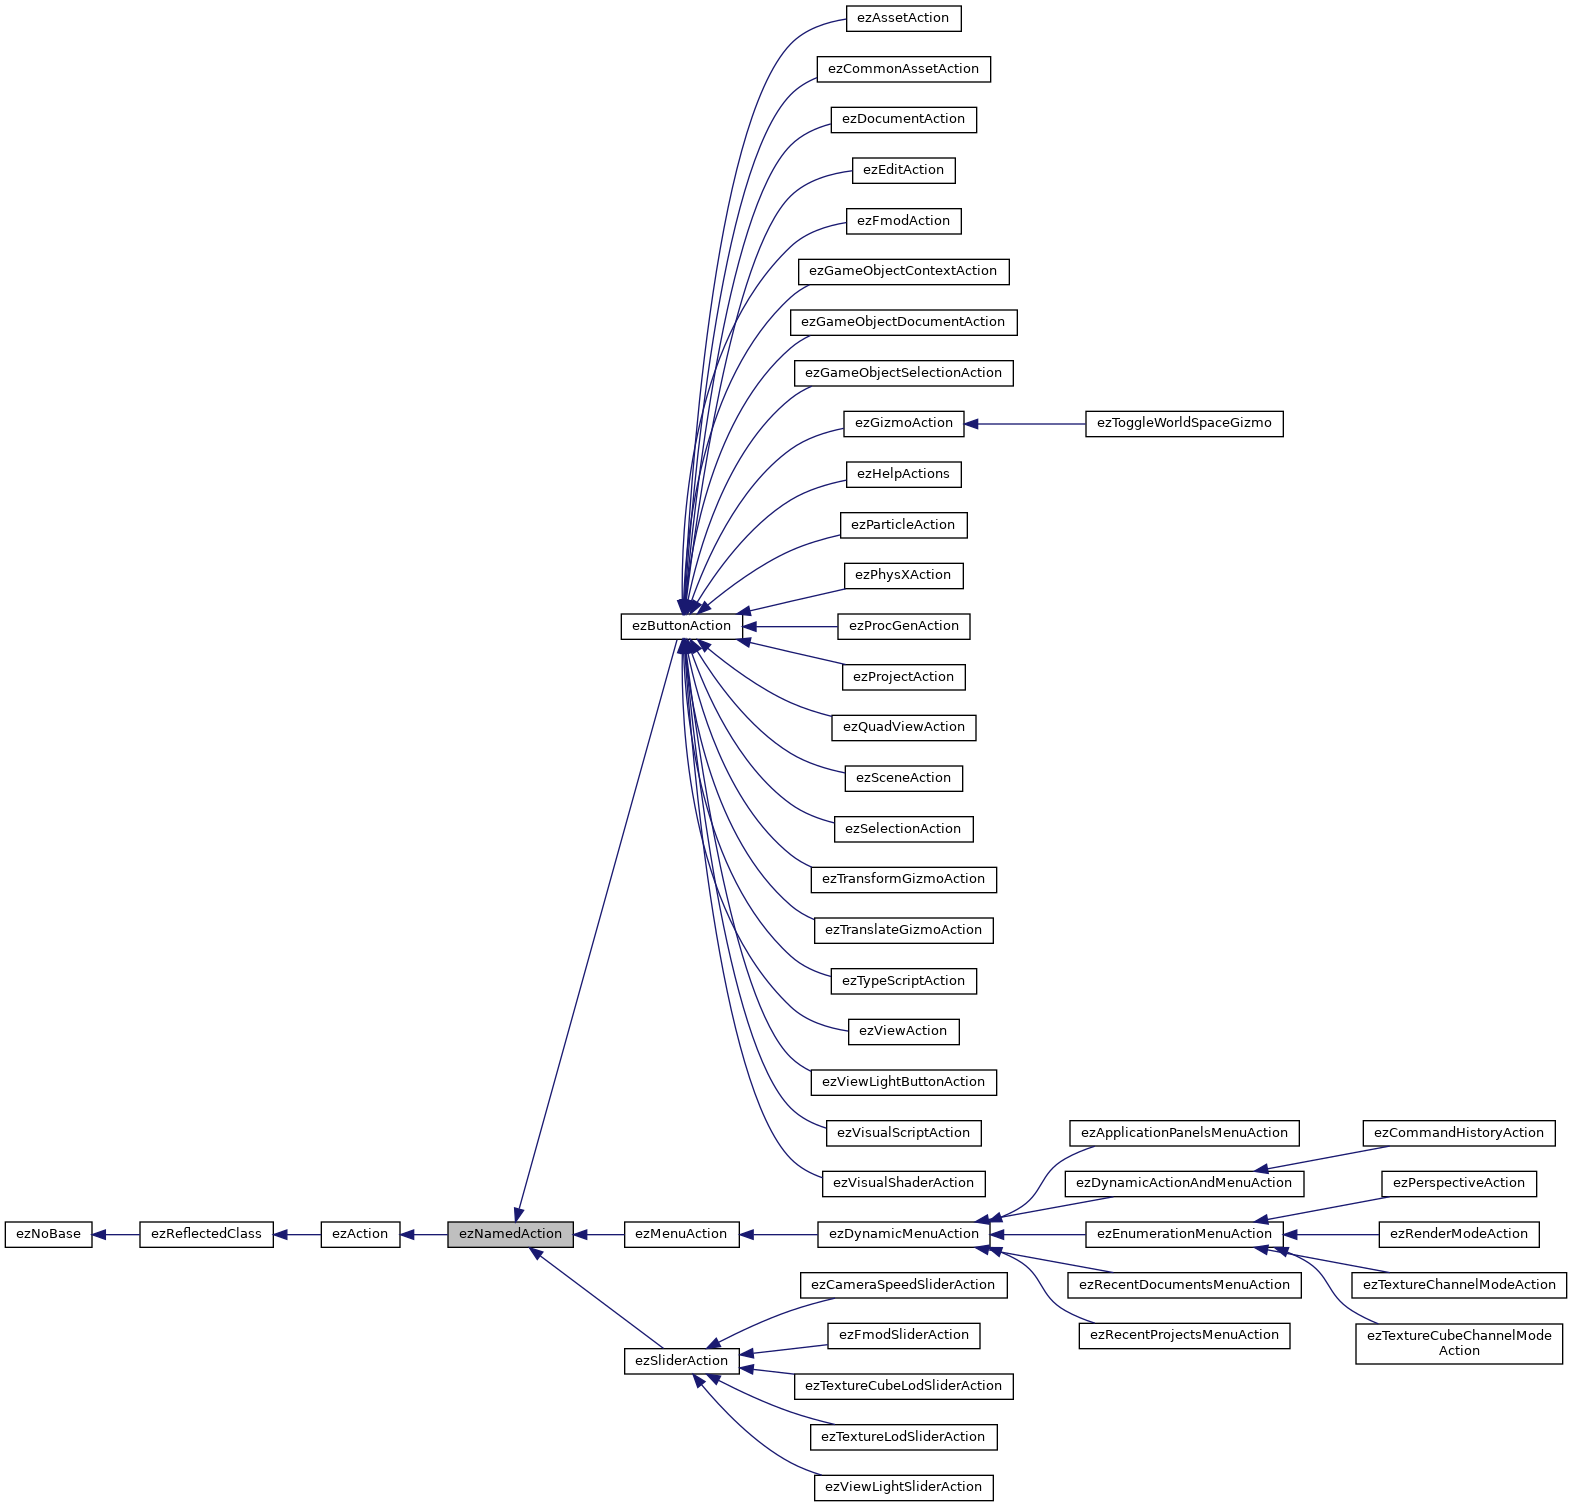 ezAssetAction
ezCommonAssetAction
ezDocumentAction
ezEditAction
ezFmodAction
ezGameObjectContextAction
ezGameObjectDocumentAction
ezGameObjectSelectionAction
ezGizmoAction
ezToggleWorldSpaceGizmo
ezHelpActions
ezParticleAction
ezPhysXAction
ezButtonAction
ezProcGenAction
ezProjectAction
ezQuadViewAction
ezSceneAction
ezSelectionAction
ezTransformGizmoAction
ezTranslateGizmoAction
ezTypeScriptAction
ezViewAction
ezViewLightButtonAction
ezVisualScriptAction
ezVisualShaderAction
ezApplicationPanelsMenuAction
ezCommandHistoryAction
ezDynamicActionAndMenuAction
ezPerspectiveAction
ezNoBase
ezReflectedClass
ezAction
ezNamedAction
ezMenuAction
ezDynamicMenuAction
ezEnumerationMenuAction
ezRenderModeAction
ezCameraSpeedSliderAction
ezRecentDocumentsMenuAction
ezTextureChannelModeAction
ezFmodSliderAction
ezRecentProjectsMenuAction
ezTextureCubeChannelMode
Action
ezSliderAction
ezTextureCubeLodSliderAction
ezTextureLodSliderAction
ezViewLightSliderAction